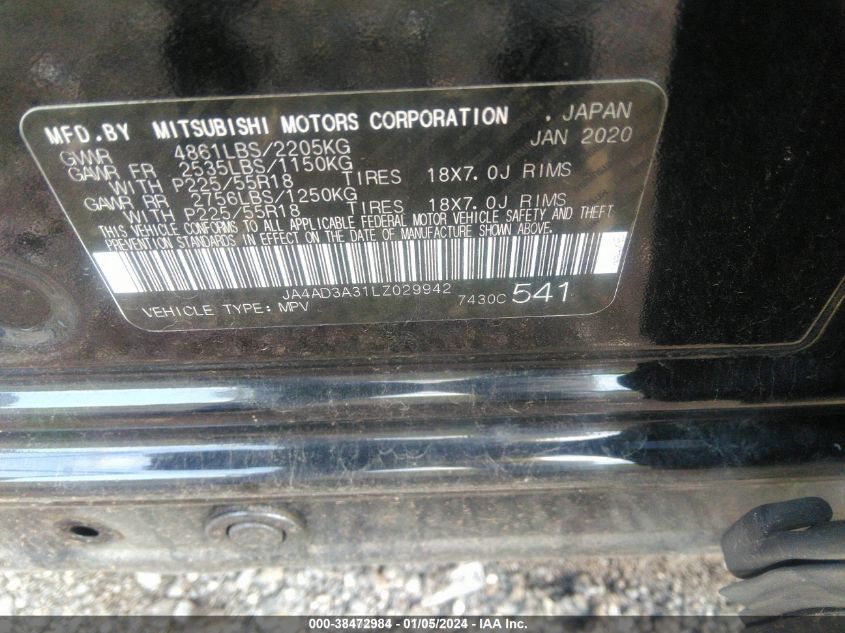 MFD.BY MITSUBISHI MOTORS CORPORATION . JAPAN
GVWR 4861LBS/2205KG JAN 2020
GAWR FR 2535LBS/1150KG
WITH P225/55R18 TIRES 18X7.0J RIMS
GAWR RR 2756LBS/1250KG
WITH P225/55R18 TIRES 18X7.0J RIMS
THIS VEHICLE CONFORMS TO ALL APPLICABLE FEDERAL MOTOR VEHICLE SAFETY AND THEFT
PREVENTION STANDARDS IN EFFECT ON THE DATE OF MANUFACTURE SHOWN ABOVE.
JA4AD3A31LZ029942
VEHICLE TYPE: MPV 7430C 541
000-38472984 - 01/05/2024 - IAA Inc.